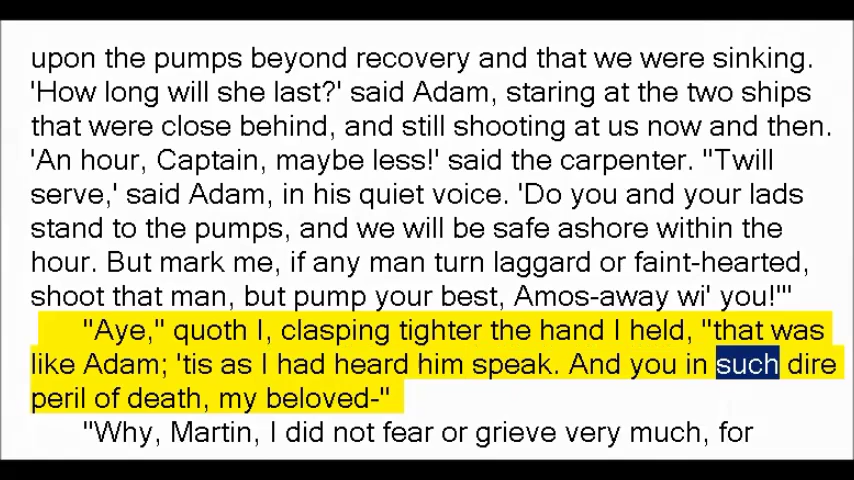 upon the pumps beyond recovery and that we were sinking.
'How long will she last?' said Adam, staring at the two ships
that were close behind, and still shooting at us now and then.
'An hour, Captain, maybe less!' said the carpenter. "Twill
serve,' said Adam, in his quiet voice. 'Do you and your lads
stand to the pumps, and we will be safe ashore within the
hour. But mark me, if any man turn laggard or faint-hearted,
shoot that man, but pump your best, Amos-away wi' you!'"
"Aye," quoth I, clasping tighter the hand I held, "that was
like Adam; 'tis as I had heard him speak. And you in such dire
peril of death, my beloved-"
"Why, Martin, I did not fear or grieve very much, for